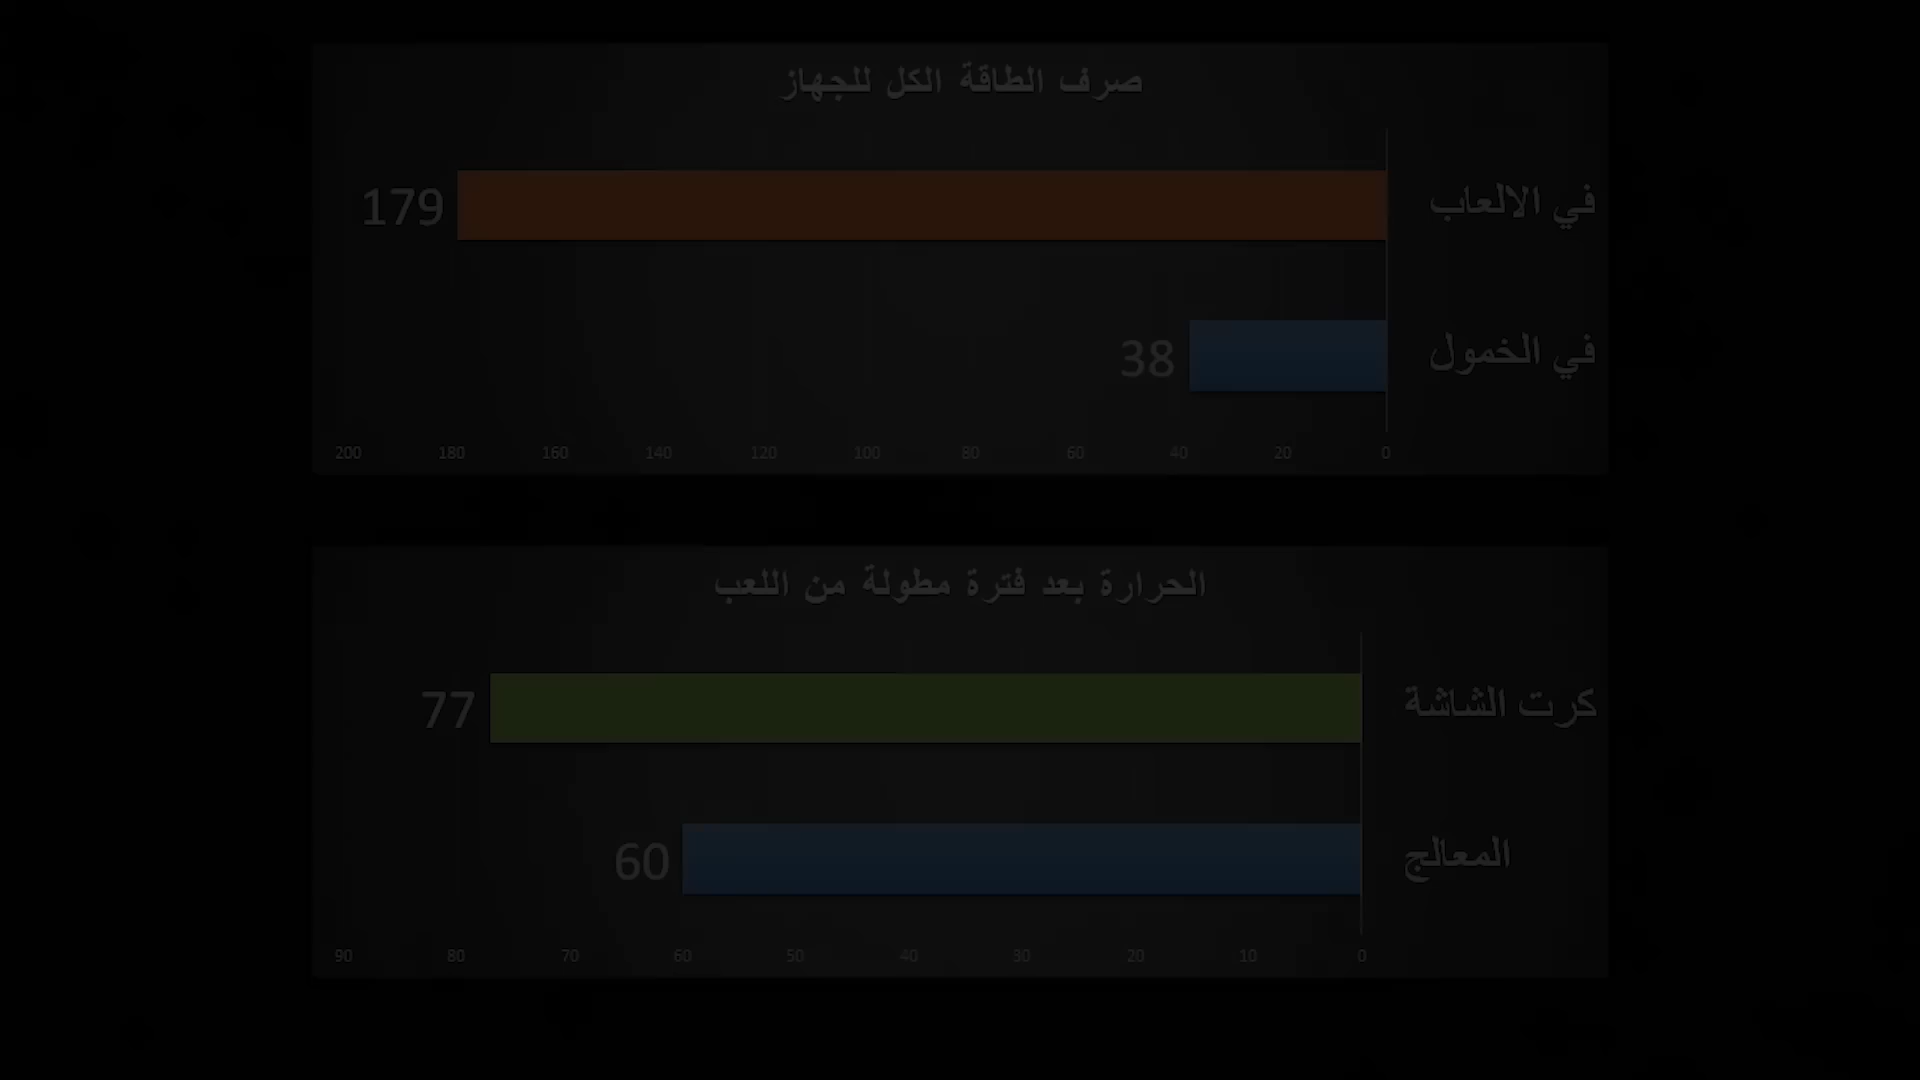 صرف الطاقة الكل للجهاز
في الالعاب
179
في الخمول
38
200 180 160 140 120 100 80 60 40 20 0
الحرارة بعد فترة مطولة من اللعب
كرت الشاشة
77
المعالج
60
90 80 70 60 50 40 30 20 10 0